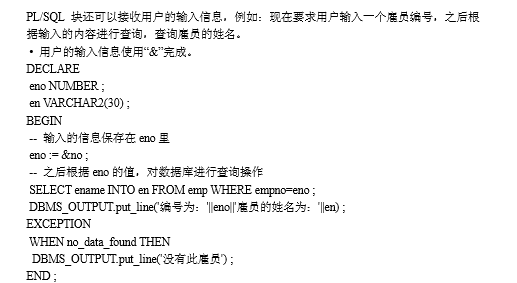 PL/SQL 块还可以接收用户的输入信息，例如：现在要求用户输入一个雇员编号，之后根
据输入的内容进行查询，查询雇员的姓名。
• 用户的输入信息使用“&”完成。
DECLARE
eno NUMBER ;
en VARCHAR2(30) ;
BEGIN
-- 输入的信息保存在 eno 里
eno := &no ;
-- 之后根据 eno 的值，对数据库进行查询操作
SELECT ename INTO en FROM emp WHERE empno=eno ;
DBMS_OUTPUT.put_line('编号为：'||eno||'雇员的姓名为：'||en) ;
EXCEPTION
WHEN no_data_found THEN
DBMS_OUTPUT.put_line('没有此雇员') ;
END ;